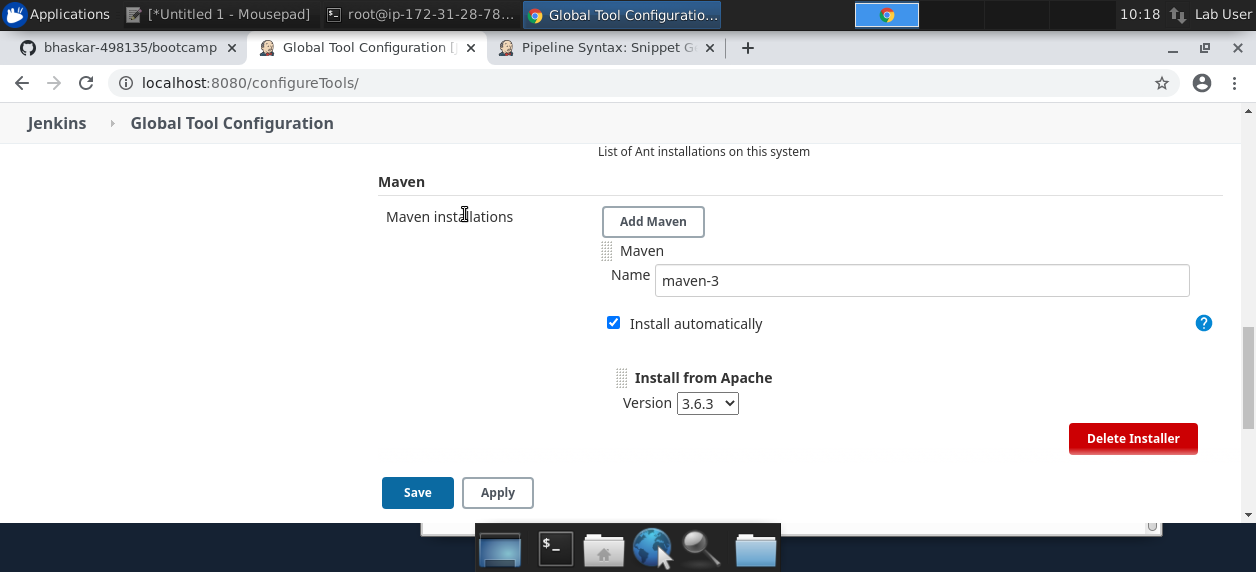 Applications [*Untitled 1 - Mousepad] root@ip-172-31-28-78... Global Tool Configuratio... 10:18 Lab User
bhaskar-498135/bootcamp Global Tool Configuration [J Pipeline Syntax: Snippet Ge
localhost:8080/configureTools/
Jenkins Global Tool Configuration
List of Ant installations on this system
Maven
Maven installations
Add Maven
Maven
Name maven-3
Install automatically ?
Install from Apache
Version 3.6.3
Delete Installer
Save Apply
$_